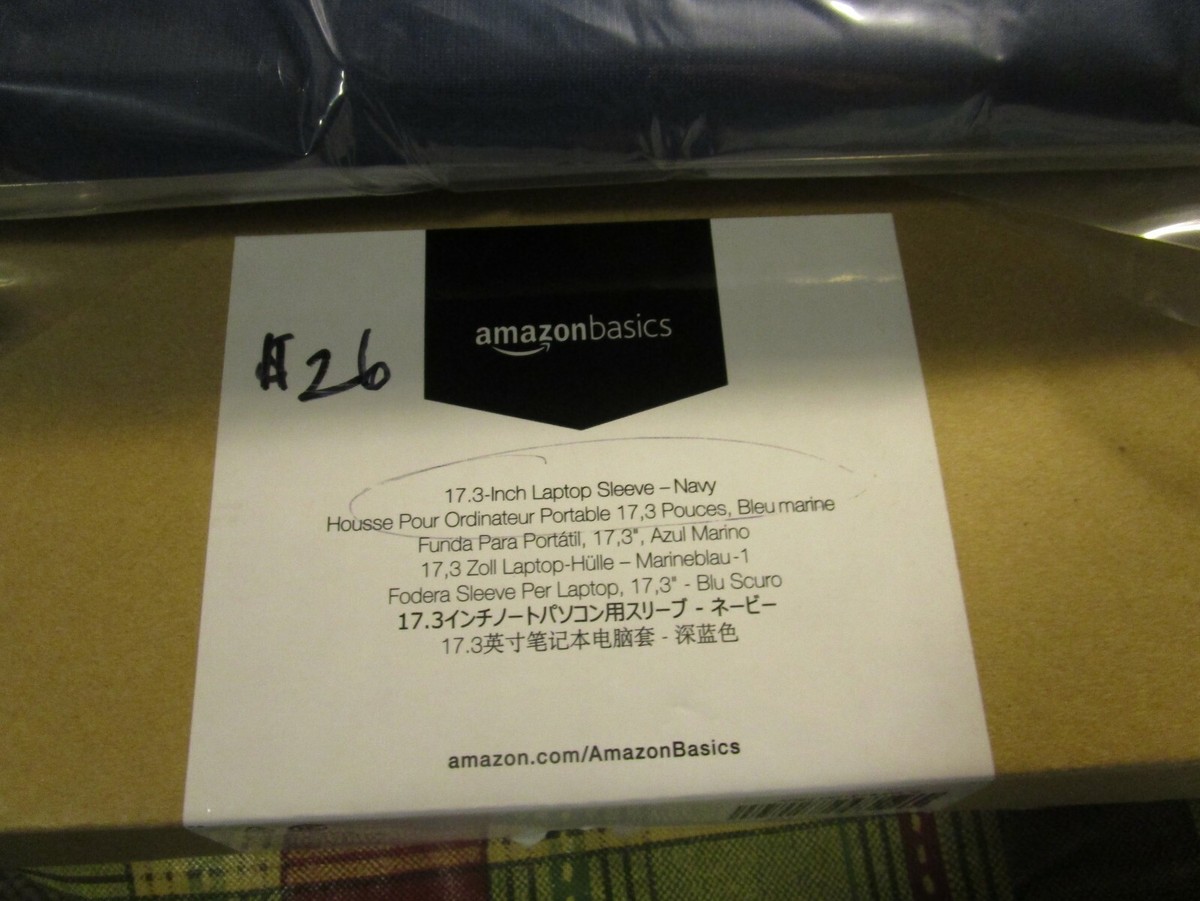 amazonbasics
#26
17.3-Inch Laptop Sleeve – Navy
Housse Pour Ordinateur Portable 17,3 Pouces, Bleu marine
Funda Para Portátil, 17,3", Azul Marino
17,3 Zoll Laptop-Hülle – Marineblau-1
Fodera Sleeve Per Laptop, 17,3" - Blu Scuro
17.3インチノートパソコン用スリーブ - ネービー
17.3英寸笔记本电脑套 - 深蓝色
amazon.com/AmazonBasics